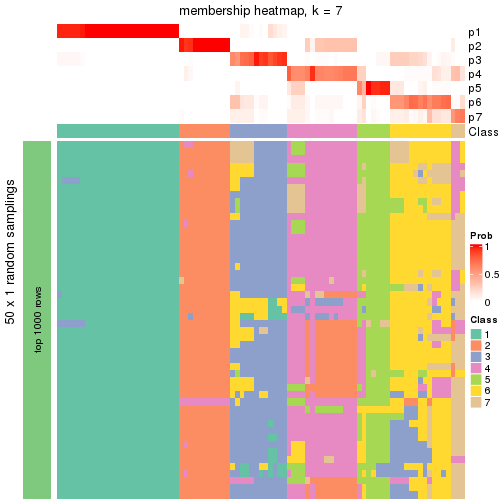 membership heatmap, k = 7
p1
p2
p3
p4
p5
p6
p7
Class
50 x 1 random samplings
top 1000 rows
Prob
1
0.5
0
Class
1
2
3
4
5
6
7